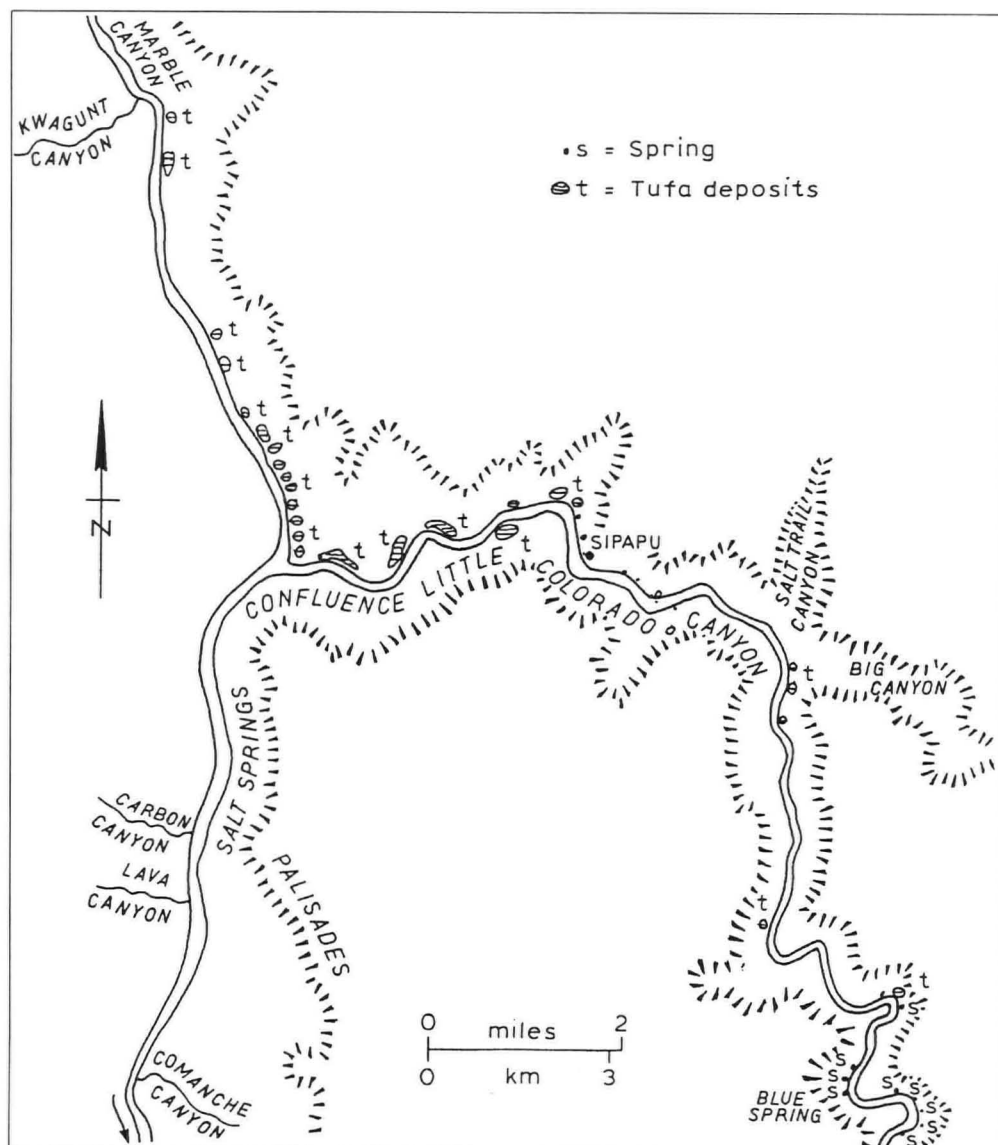 MARBLE
CANYON
KWAGUNT
CANYON
t
t
s = Spring
t = Tufa deposits
t
t
t
t
t
t
t
t
t
t
t
N
SIPAPU
SALT TRAIL
CANYON
CONFLUENCE LITTLE COLORADO CANYON
BIG
CANYON
t
SALT SPRINGS
CARBON
CANYON
LAVA
CANYON
PALISADES
t
t
s
0 miles 2
0 km 3
COMANCHE
CANYON
BLUE
SPRING
s
s
s
s
s
s
s
s